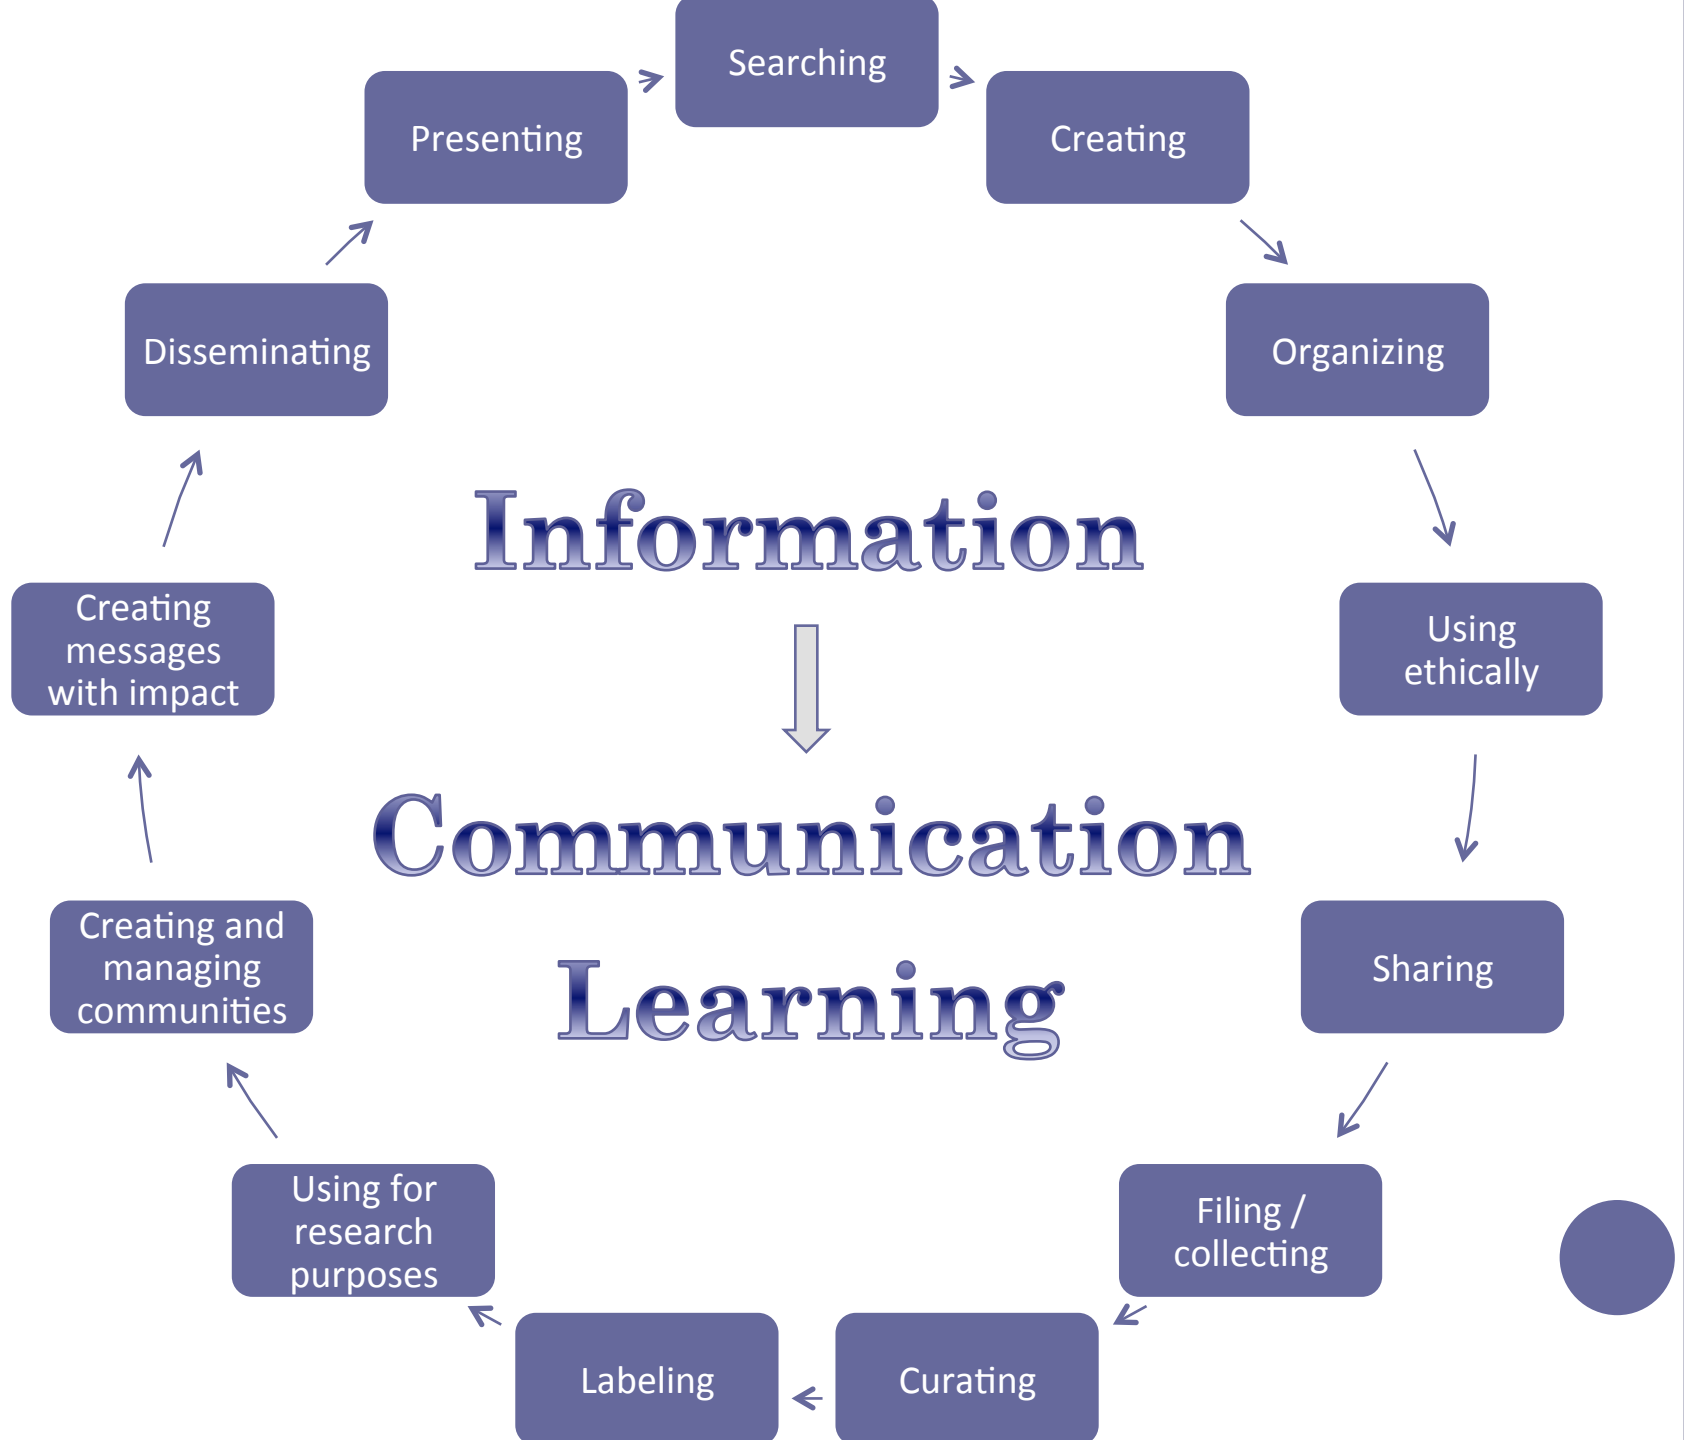 Searching
Creating
Organizing
Using
ethically
Sharing
Filing /
collecting
Curating
Labeling
Using for
research
purposes
Creating and
managing
communities
Creating
messages
with impact
Disseminating
Presenting
Information
Communication
Learning